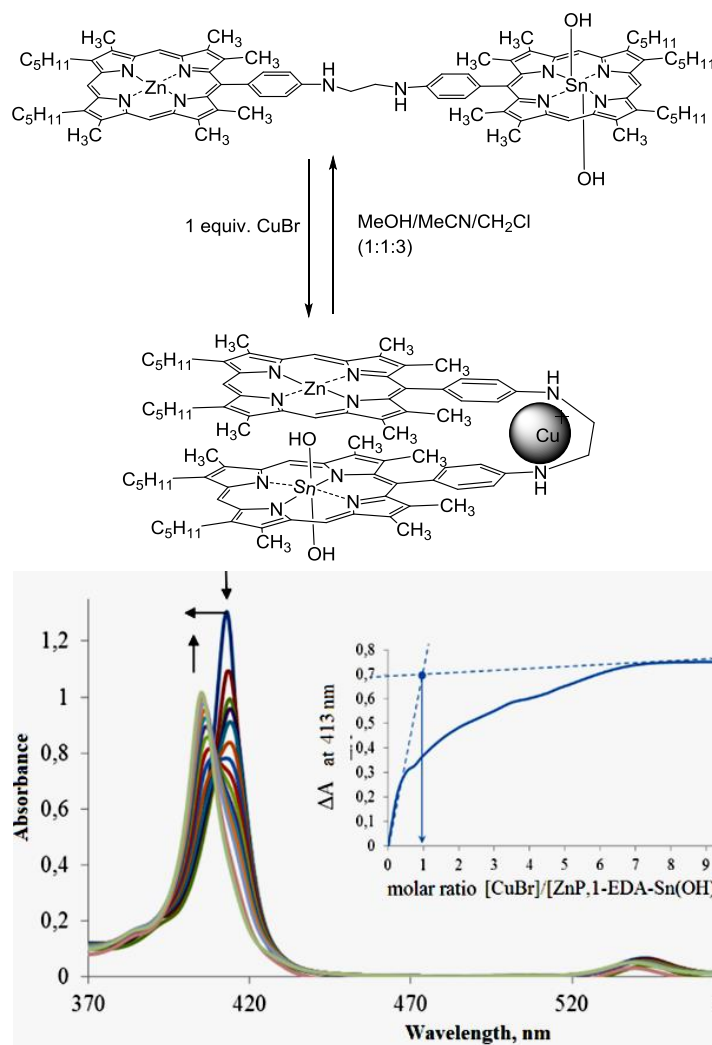 OH
H₃C CH₃ H₃C CH₃
C₅H₁₁ CH₃ H H₃C C₅H₁₁
N N N N N
Zn Sn
N N N N N
C₅H₁₁ H C₅H₁₁
H₃C CH₃ H₃C CH₃
OH
1 equiv. CuBr
MeOH/MeCN/CH₂Cl
(1:1:3)
H₃C CH₃
C₅H₁₁ CH₃ H
N N N
Zn
N N
C₅H₁₁ CH₃ +
H₃C HO CH₃ Cu
H₃C
N N N
Sn H
N N
C₅H₁₁ CH₃
H₃C OH CH₃
Absorbance
1,2
1
0,8
0,6
0,4
0,2
0
370 420 470 520
Wavelength, nm
ΔA at 413 nm
0,8
0,7
0,6
0,5
0,4
0,3
0,2
0,1
0
0 1 2 3 4 5 6 7 8 9
molar ratio [CuBr]/[ZnP,1-EDA-Sn(OH)